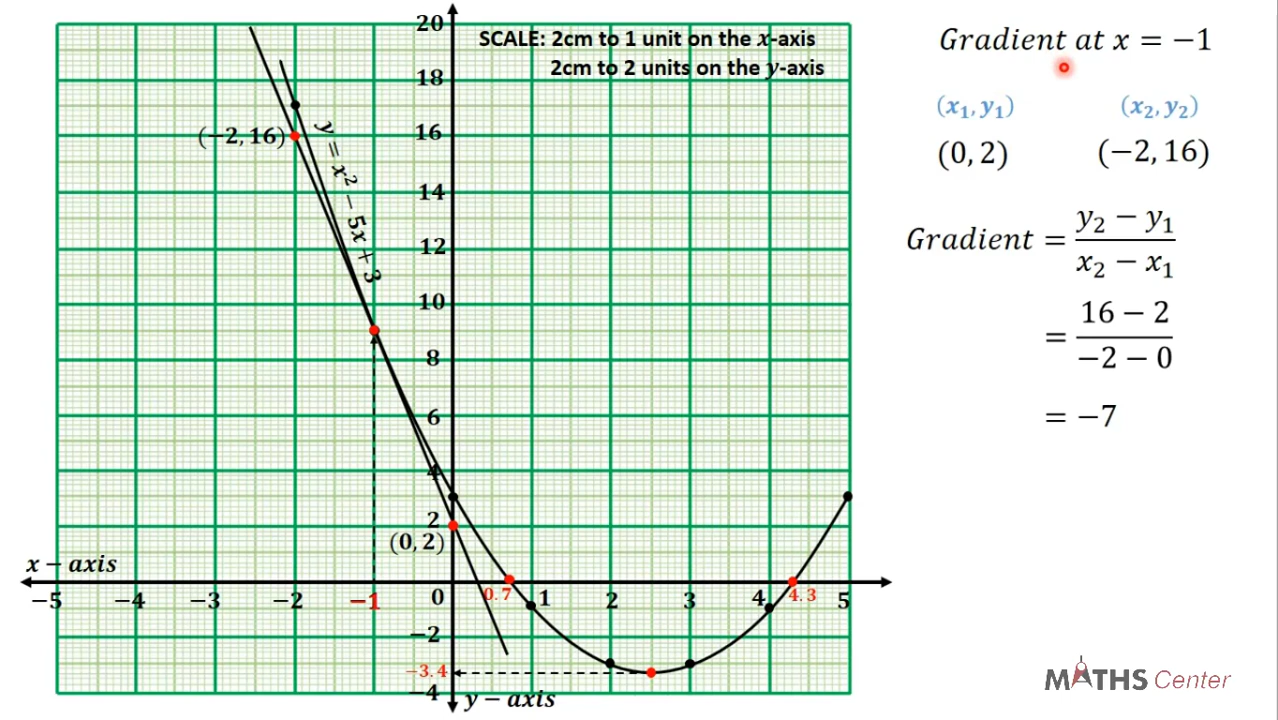 20
SCALE: 2cm to 1 unit on the x-axis
2cm to 2 units on the y-axis
18
(−2, 16)
16
y = x² − 5x + 3
14
12
10
8
6
4
2
(0, 2)
x − axis
−5 −4 −3 −2 −1 0 0.7 1 2 3 4 4.3 5
−2
−3.4
−4
y − axis
Gradient at x = −1
(x₁, y₁) (x₂, y₂)
(0, 2) (−2, 16)
Gradient = (y₂ − y₁)/(x₂ − x₁)
= (16 − 2)/(−2 − 0)
= −7
MATHS Center